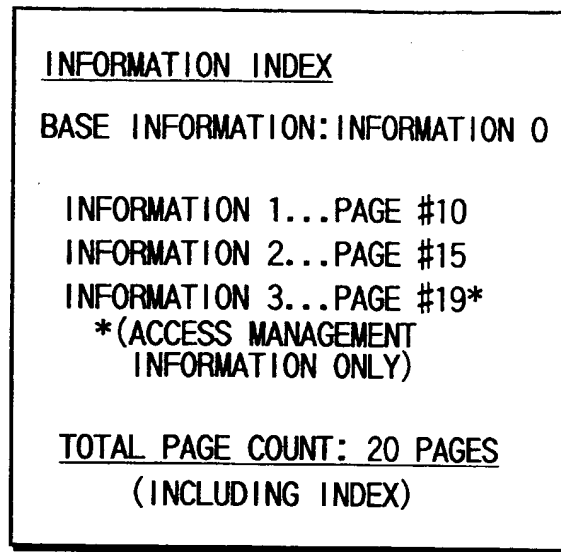 INFORMATION INDEX
BASE INFORMATION:INFORMATION 0
INFORMATION 1...PAGE #10
INFORMATION 2...PAGE #15
INFORMATION 3...PAGE #19*
*(ACCESS MANAGEMENT
INFORMATION ONLY)
TOTAL PAGE COUNT: 20 PAGES
(INCLUDING INDEX)